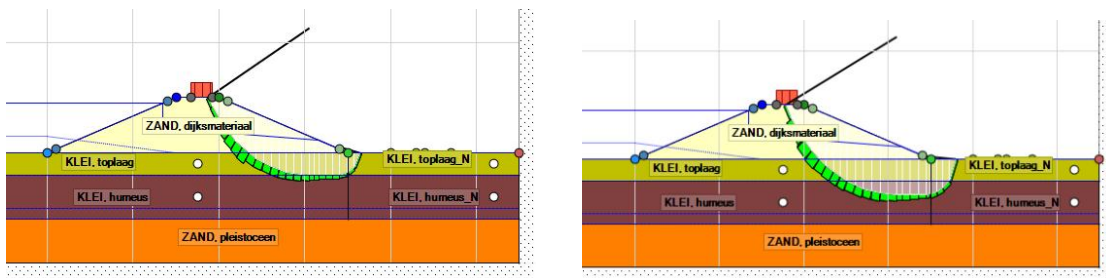 ZAND, dijksmateriaal
KLEI, toplaag
KLEI, toplaag_N
KLEI, humeus
KLEI, humeus_N
ZAND, pleistoceen
ZAND, dijksmateriaal
KLEI, toplaag
KLEI, toplaag_N
KLEI, humeus
KLEI, humeus_N
ZAND, pleistoceen